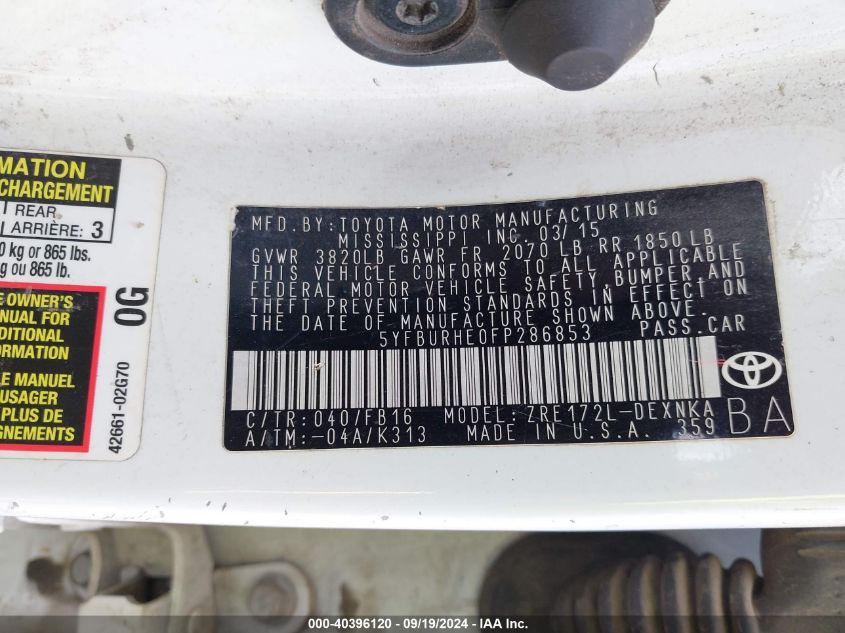 MATION
CHARGEMENT
REAR
ARRIÈRE: 3
0 kg or 865 lbs.
g ou 865 lb.
E OWNER'S
ANUAL FOR
DDITIONAL
ORMATION
LE MANUEL
USAGER
S DE
GNEMENTS
0G
42661-02G70
MFD. BY: TOYOTA MOTOR MANUFACTURING
MISSISSIPPI INC. 03/15
GVWR 3820LB GAWR FR 2070 LB RR 1850 LB
THIS VEHICLE CONFORMS TO ALL APPLICABLE
FEDERAL MOTOR VEHICLE SAFETY, BUMPER AND
THEFT PREVENTION STANDARDS IN EFFECT ON
THE DATE OF MANUFACTURE SHOWN ABOVE.
5YFBURHE0FP286853 PASS.CAR
C/TR: 040/FB16 MODEL: ZRE172L-DEXNKA
A/TM: -04A/K313 MADE IN U.S.A. 359
BA
000-40396120 - 09/19/2024 - IAA Inc.